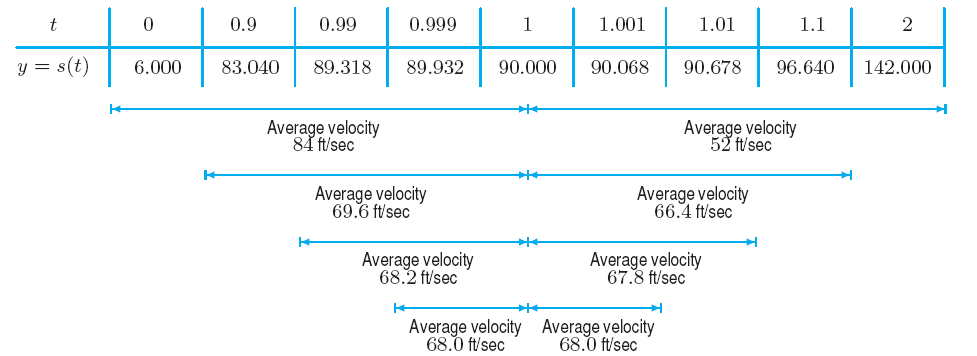 t 0 0.9 0.99 0.999 1 1.001 1.01 1.1 2
y = s(t) 6.000 83.040 89.318 89.932 90.000 90.068 90.678 96.640 142.000
Average velocity Average velocity
84 ft/sec 52 ft/sec
Average velocity Average velocity
69.6 ft/sec 66.4 ft/sec
Average velocity Average velocity
68.2 ft/sec 67.8 ft/sec
Average velocity Average velocity
68.0 ft/sec 68.0 ft/sec